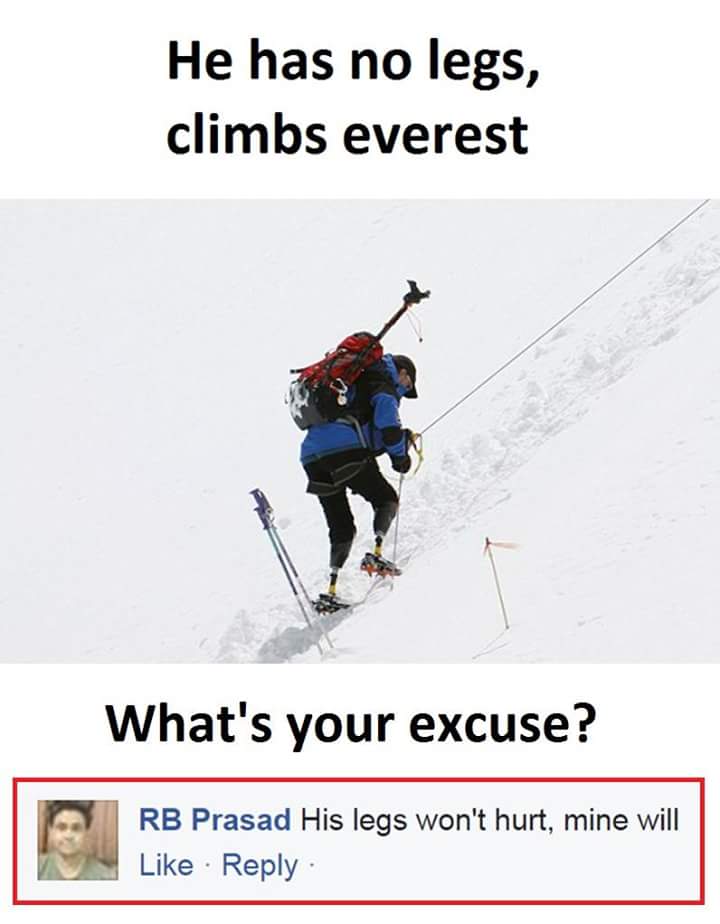 He has no legs,
climbs everest
What's your excuse?
RB Prasad His legs won't hurt, mine will
Like · Reply ·